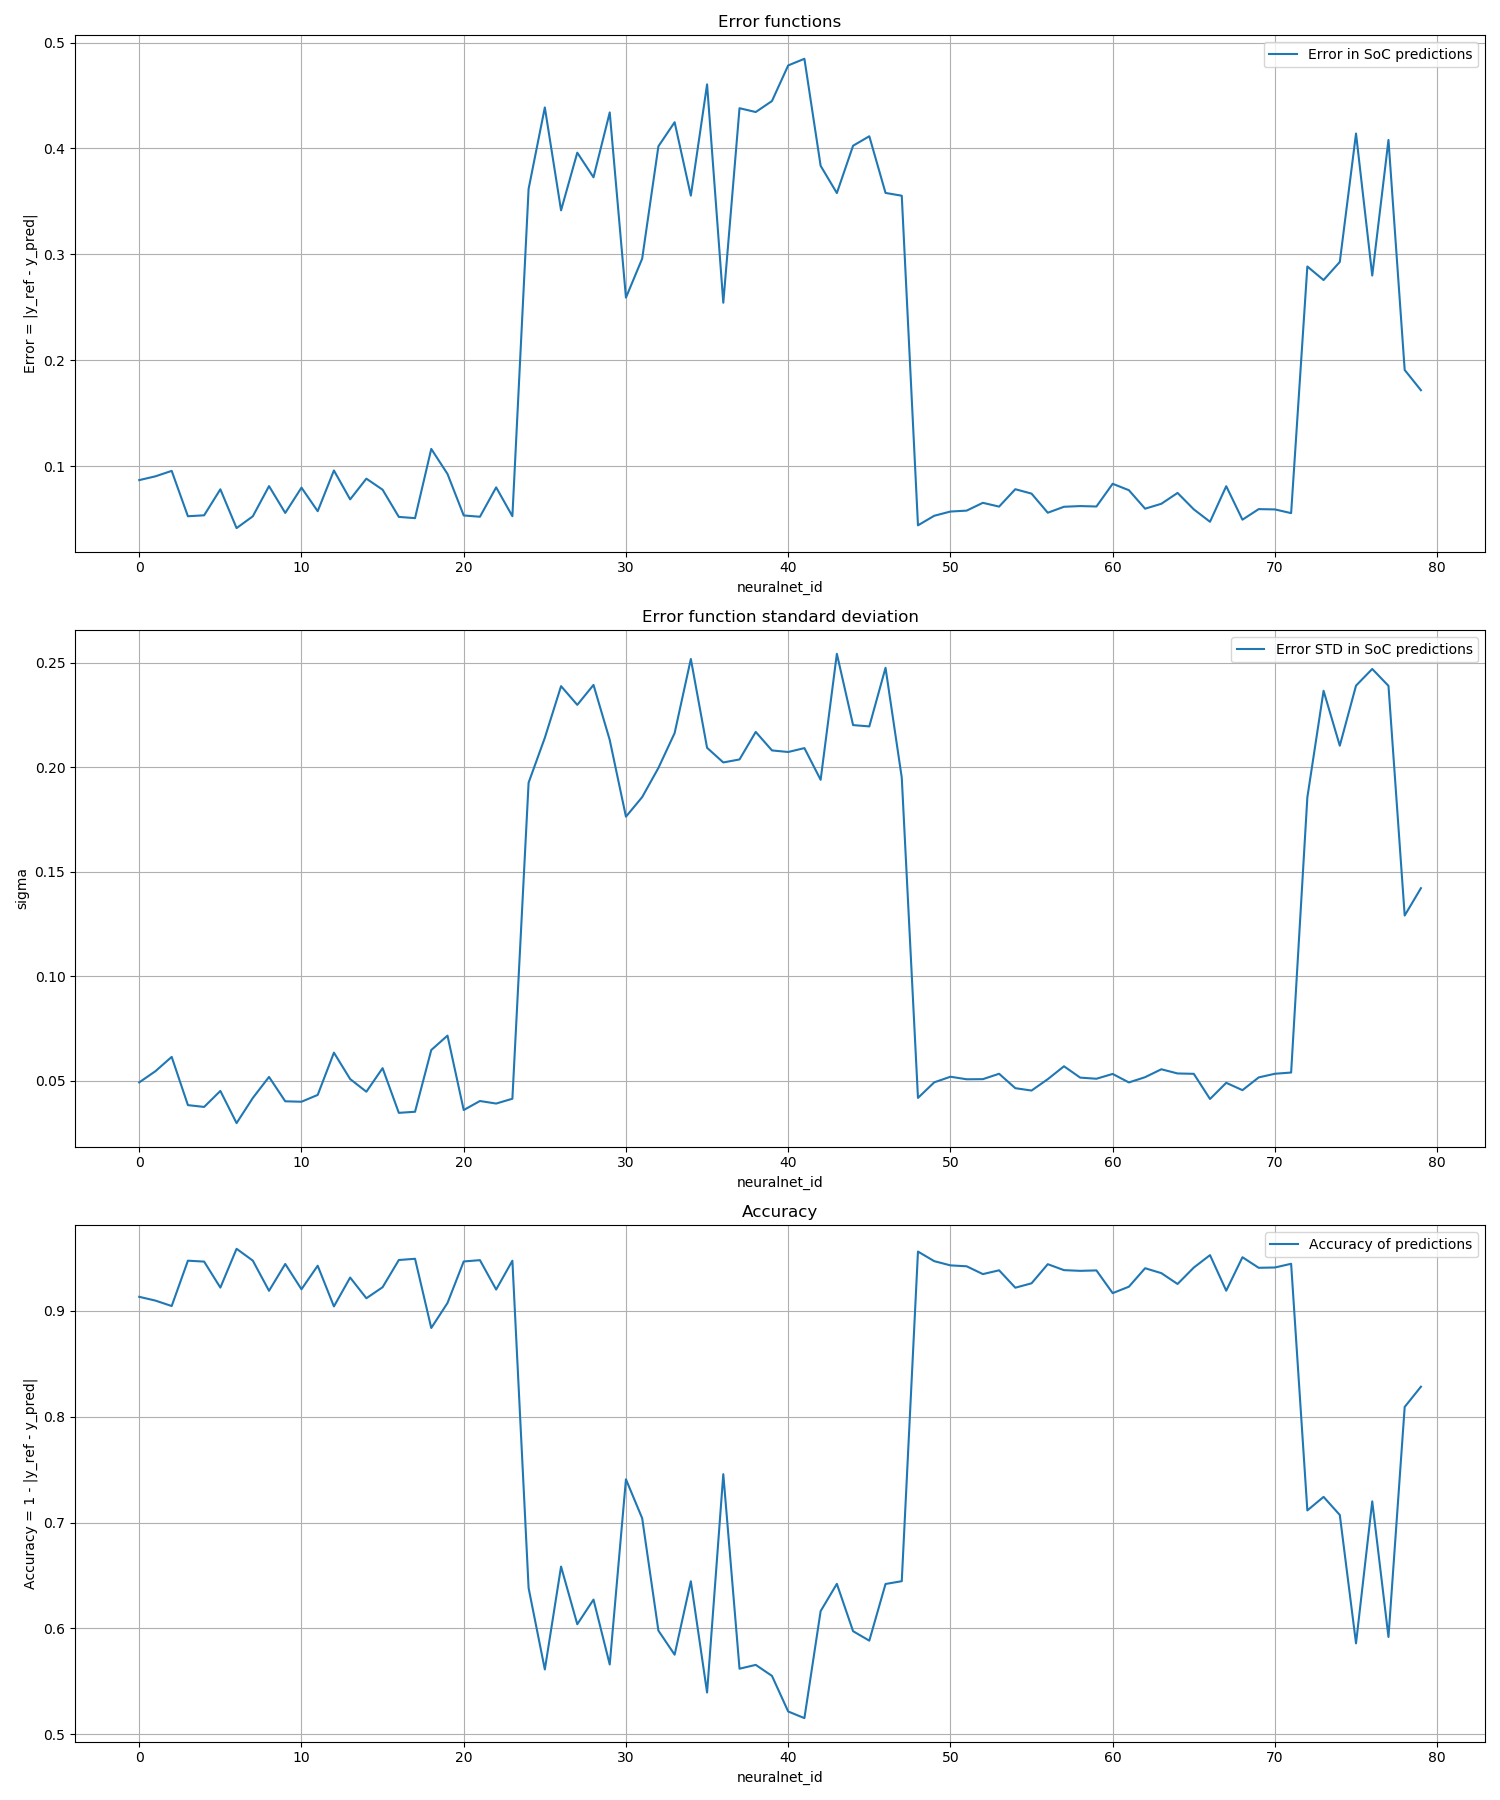 Error functions
Error in SoC predictions
Error = |y_ref - y_pred|
0.5
0.4
0.3
0.2
0.1
0 10 20 30 40 50 60 70 80
neuralnet_id
Error function standard deviation
Error STD in SoC predictions
sigma
0.25
0.20
0.15
0.10
0.05
0 10 20 30 40 50 60 70 80
neuralnet_id
Accuracy
Accuracy of predictions
Accuracy = 1 - |y_ref - y_pred|
0.9
0.8
0.7
0.6
0.5
0 10 20 30 40 50 60 70 80
neuralnet_id